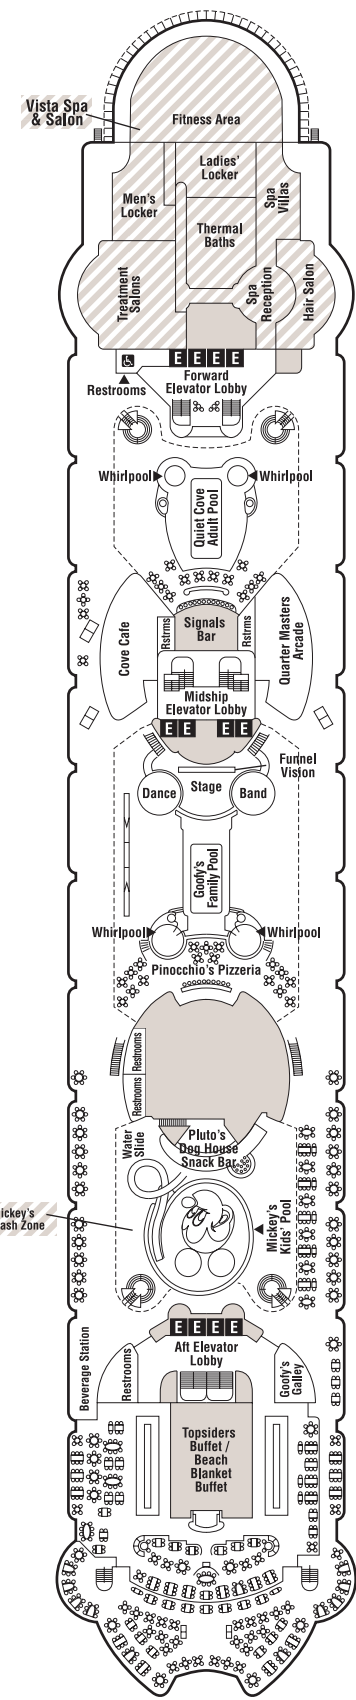 Vista Spa
& Salon
Fitness Area
Ladies'
Locker
Men's
Locker
Spa
Villas
Thermal
Baths
Treatment
Salons
Spa
Reception
Hair Salon
E E E E
Restrooms
Forward
Elevator Lobby
Whirlpool
Whirlpool
Quiet Cove
Adult Pool
Cove Cafe
Rstrms
Signals
Bar
Rstrms
Quarter Masters
Arcade
Midship
Elevator Lobby
E E
E E
Funnel
Vision
Dance
Stage
Band
Goofy's
Family Pool
Whirlpool
Whirlpool
Pinocchio's Pizzeria
Restrooms
Restrooms
Water
Slide
Pluto's
Dog House
Snack Bar
Mickey's
Kids' Pool
ickey's
ash Zone
E E E E
Aft Elevator
Lobby
Beverage Station
Restrooms
Goofy's
Galley
Topsiders
Buffet /
Beach
Blanket
Buffet